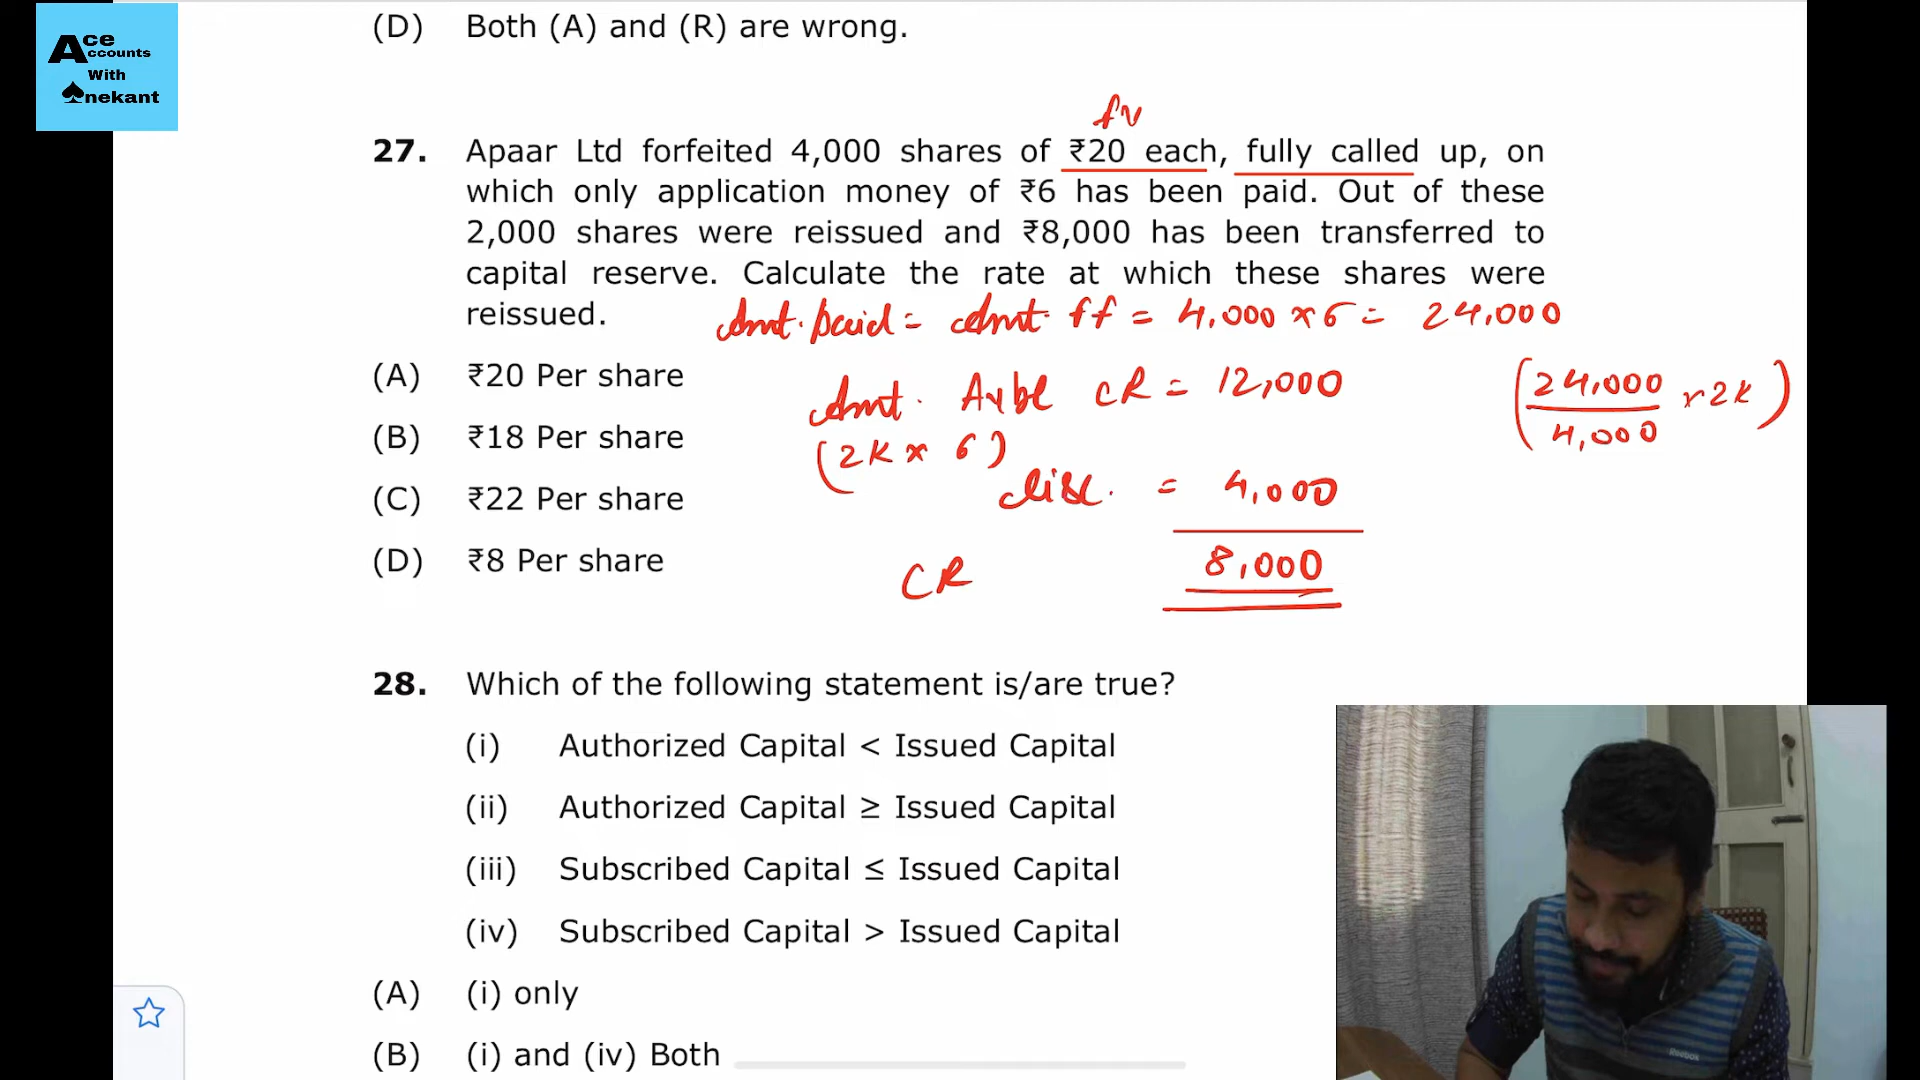 Ace
Accounts
With
Anekant
(D) Both (A) and (R) are wrong.
fv
27. Apaar Ltd forfeited 4,000 shares of ₹20 each, fully called up, on
which only application money of ₹6 has been paid. Out of these
2,000 shares were reissued and ₹8,000 has been transferred to
capital reserve. Calculate the rate at which these shares were
reissued.
Amt. paid = Amt. ff = 4,000 × 6 = 24,000
(A) ₹20 Per share
Amt. Avbl CR = 12,000
(24,000 / 4,000 × 2k)
(B) ₹18 Per share
(2k × 6)
(C) ₹22 Per share
disc. = 4,000
(D) ₹8 Per share
CR 8,000
28. Which of the following statement is/are true?
(i) Authorized Capital < Issued Capital
(ii) Authorized Capital ≥ Issued Capital
(iii) Subscribed Capital ≤ Issued Capital
(iv) Subscribed Capital > Issued Capital
(A) (i) only
(B) (i) and (iv) Both
Reebok